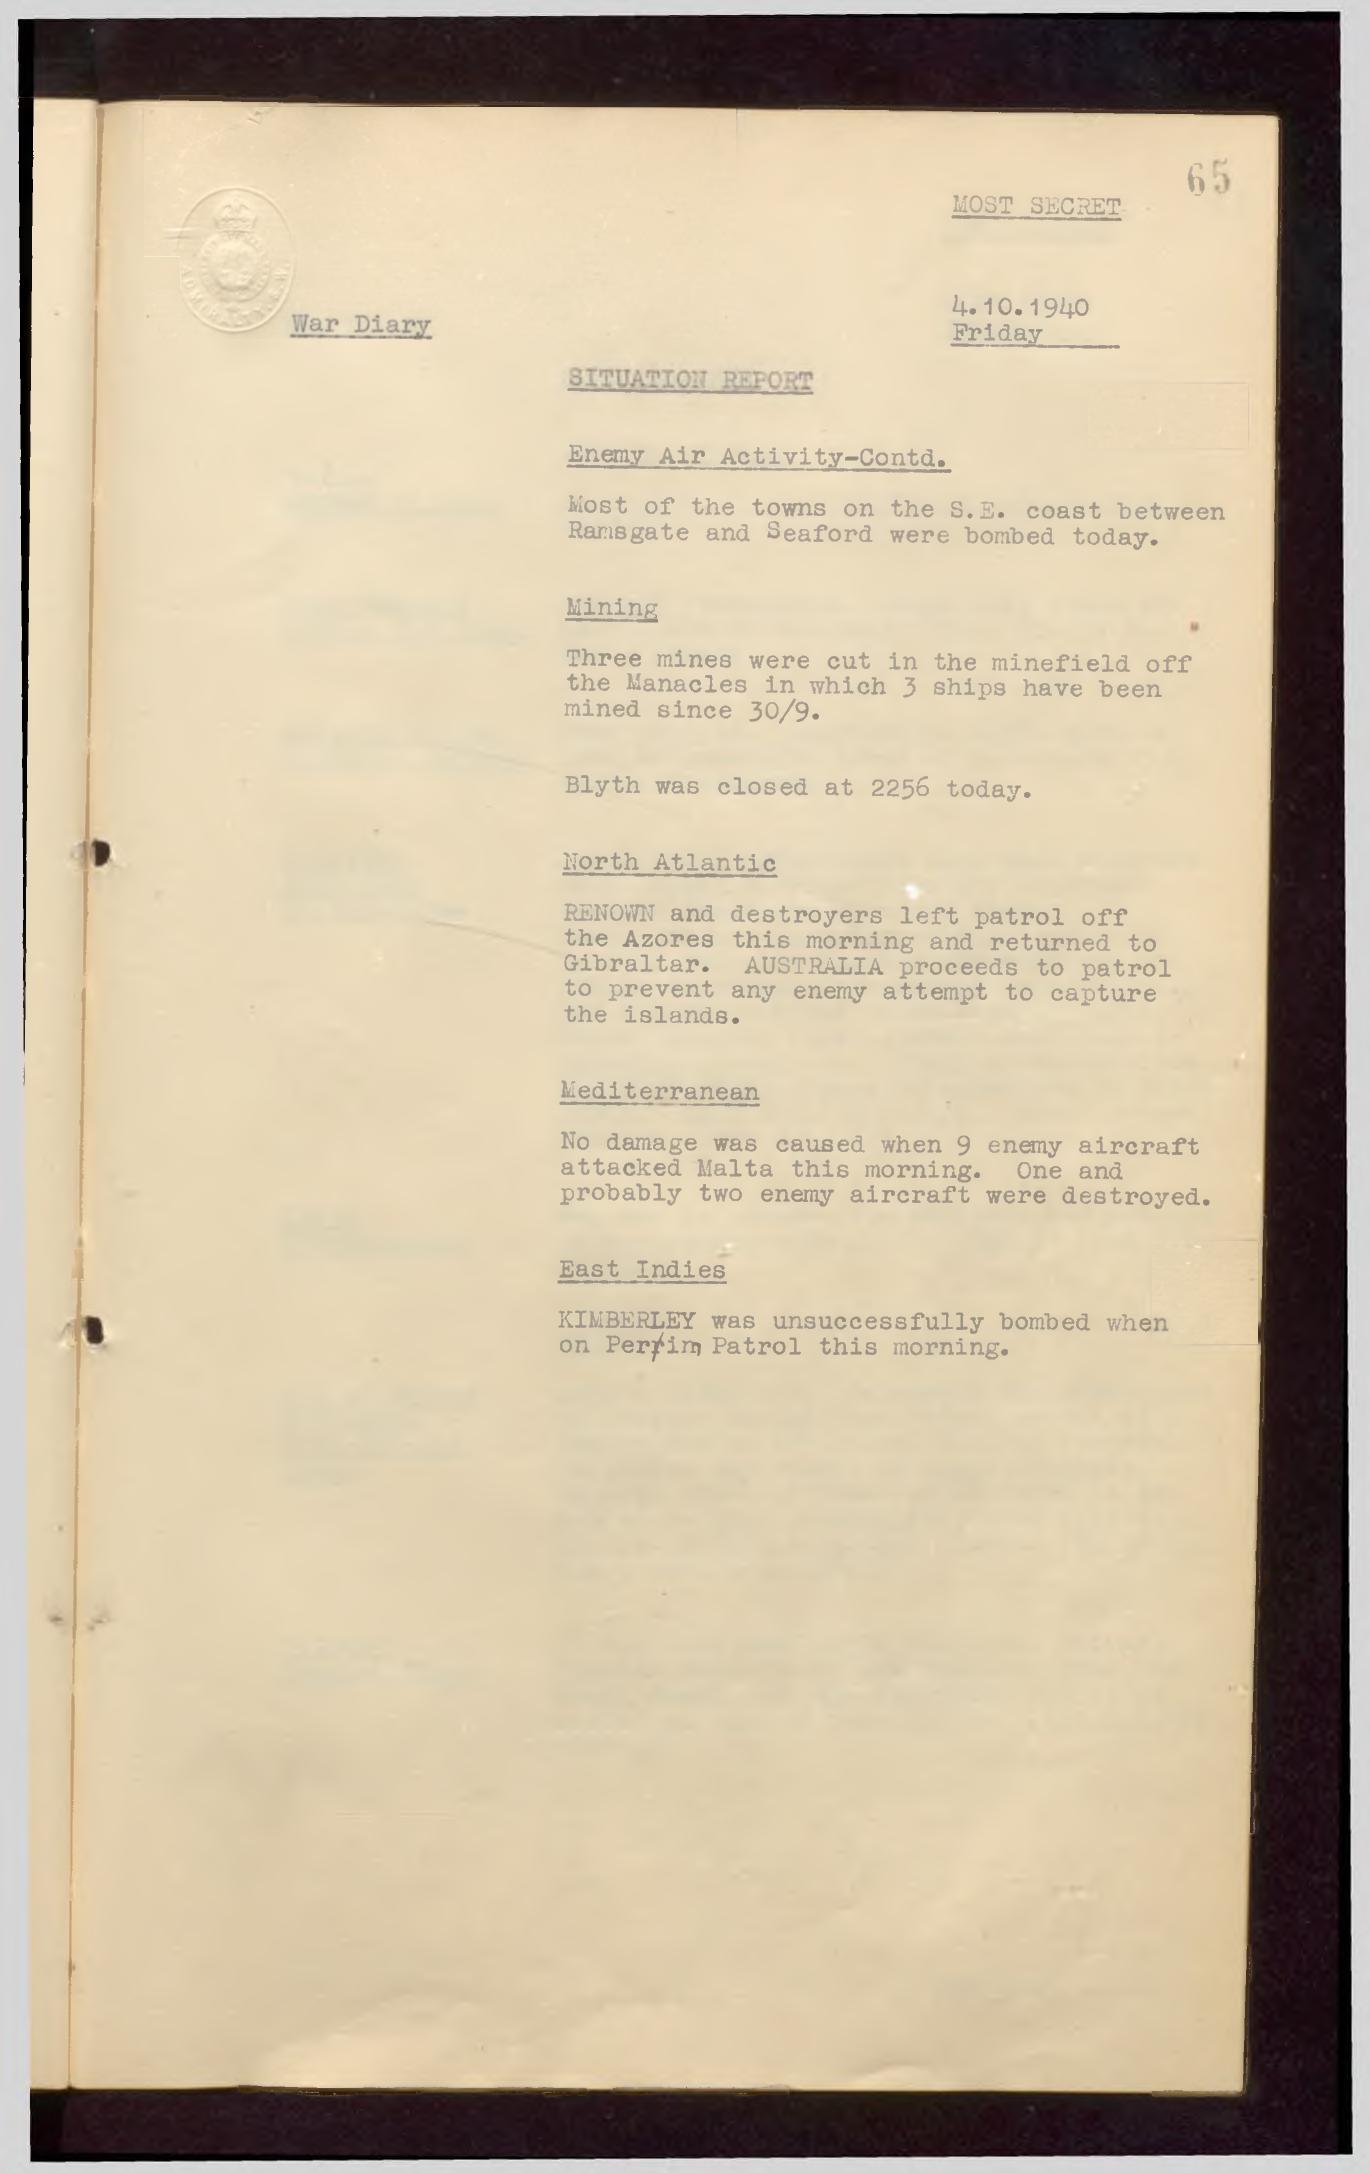 65
MOST SECRET
4.10.1940
Friday
War Diary
SITUATION REPORT
Enemy Air Activity-Contd.
Most of the towns on the S.E. coast between
Ramsgate and Seaford were bombed today.
Mining
Three mines were cut in the minefield off
the Manacles in which 3 ships have been
mined since 30/9.
Blyth was closed at 2256 today.
North Atlantic
RENOWN and destroyers left patrol off
the Azores this morning and returned to
Gibraltar. AUSTRALIA proceeds to patrol
to prevent any enemy attempt to capture
the islands.
Mediterranean
No damage was caused when 9 enemy aircraft
attacked Malta this morning. One and
probably two enemy aircraft were destroyed.
East Indies
KIMBERLEY was unsuccessfully bombed when
on Perim Patrol this morning.